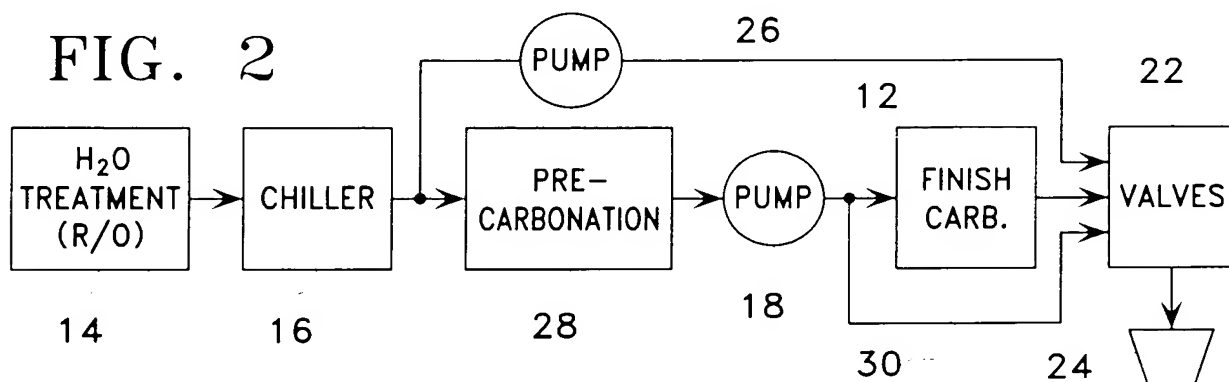 FIG. 2
PUMP
26
12
22
H₂O
TREATMENT
(R/O)
CHILLER
PRE-
CARBONATION
PUMP
FINISH
CARB.
VALVES
14
16
28
18
30
24